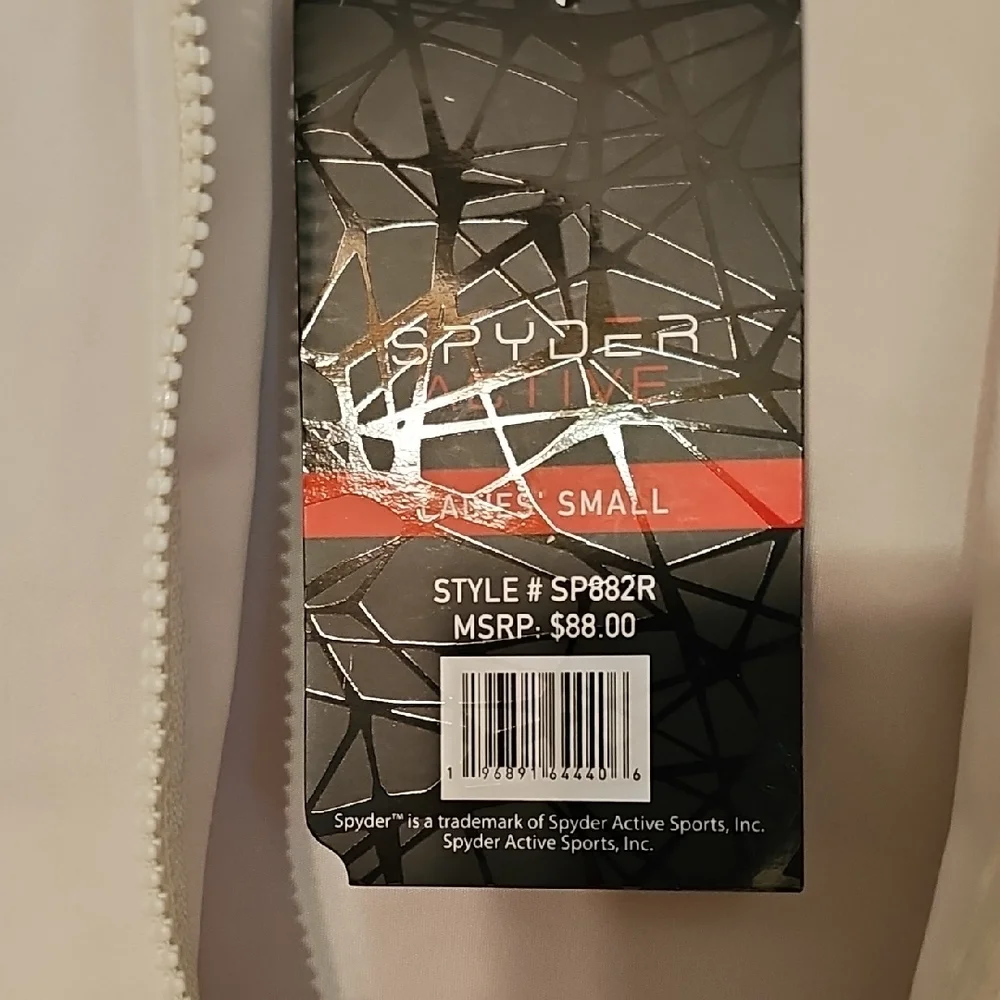 SPYDER
ACTIVE
LADIES' SMALL
STYLE # SP882R
MSRP: $88.00
1 96891 64440 6
Spyder™ is a trademark of Spyder Active Sports, Inc.
Spyder Active Sports, Inc.